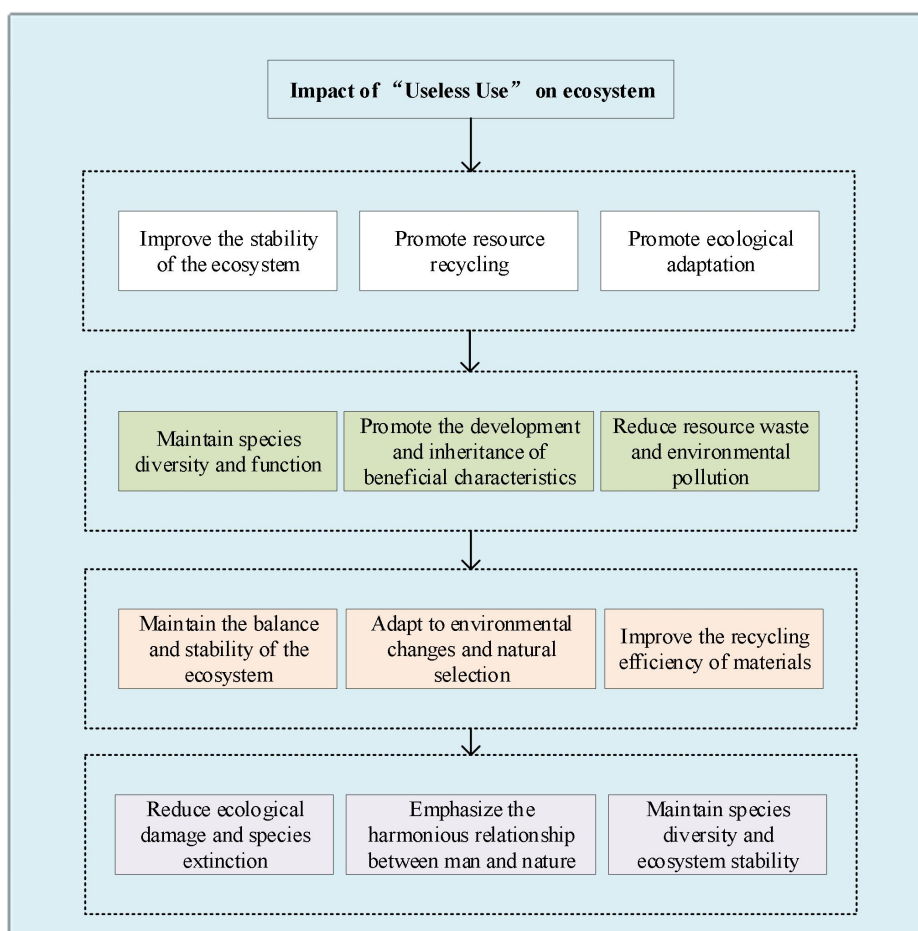 Impact of “Useless Use” on ecosystem
Improve the stability
of the ecosystem
Promote resource
recycling
Promote ecological
adaptation
Maintain species
diversity and function
Promote the development
and inheritance of
beneficial characteristics
Reduce resource waste
and environmental
pollution
Maintain the balance
and stability of the
ecosystem
Adapt to environmental
changes and natural
selection
Improve the recycling
efficiency of materials
Reduce ecological
damage and species
extinction
Emphasize the
harmonious relationship
between man and nature
Maintain species
diversity and
ecosystem stability